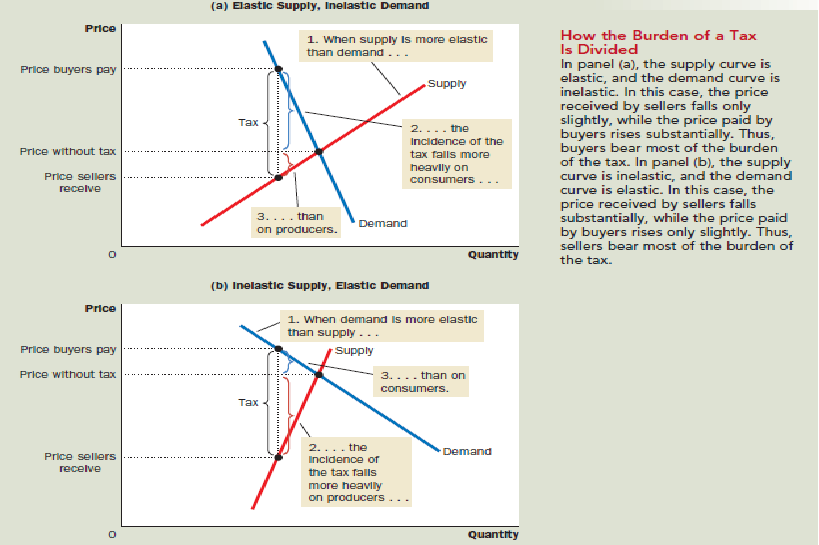 (a) Elastic Supply, Inelastic Demand
Price
1. When supply is more elastic
than demand . . .
Price buyers pay
Supply
Tax
2. . . . the
incidence of the
tax falls more
heavily on
consumers . . .
Price without tax
Price sellers
receive
3. . . . than
on producers.
Demand
0
Quantity
(b) Inelastic Supply, Elastic Demand
Price
1. When demand is more elastic
than supply . . .
Price buyers pay
Supply
Price without tax
3. . . . than on
consumers.
Tax
2. . . . the
incidence of
the tax falls
more heavily
on producers . . .
Price sellers
receive
Demand
0
Quantity
How the Burden of a Tax
Is Divided
In panel (a), the supply curve is
elastic, and the demand curve is
inelastic. In this case, the price
received by sellers falls only
slightly, while the price paid by
buyers rises substantially. Thus,
buyers bear most of the burden
of the tax. In panel (b), the supply
curve is inelastic, and the demand
curve is elastic. In this case, the
price received by sellers falls
substantially, while the price paid
by buyers rises only slightly. Thus,
sellers bear most of the burden of
the tax.